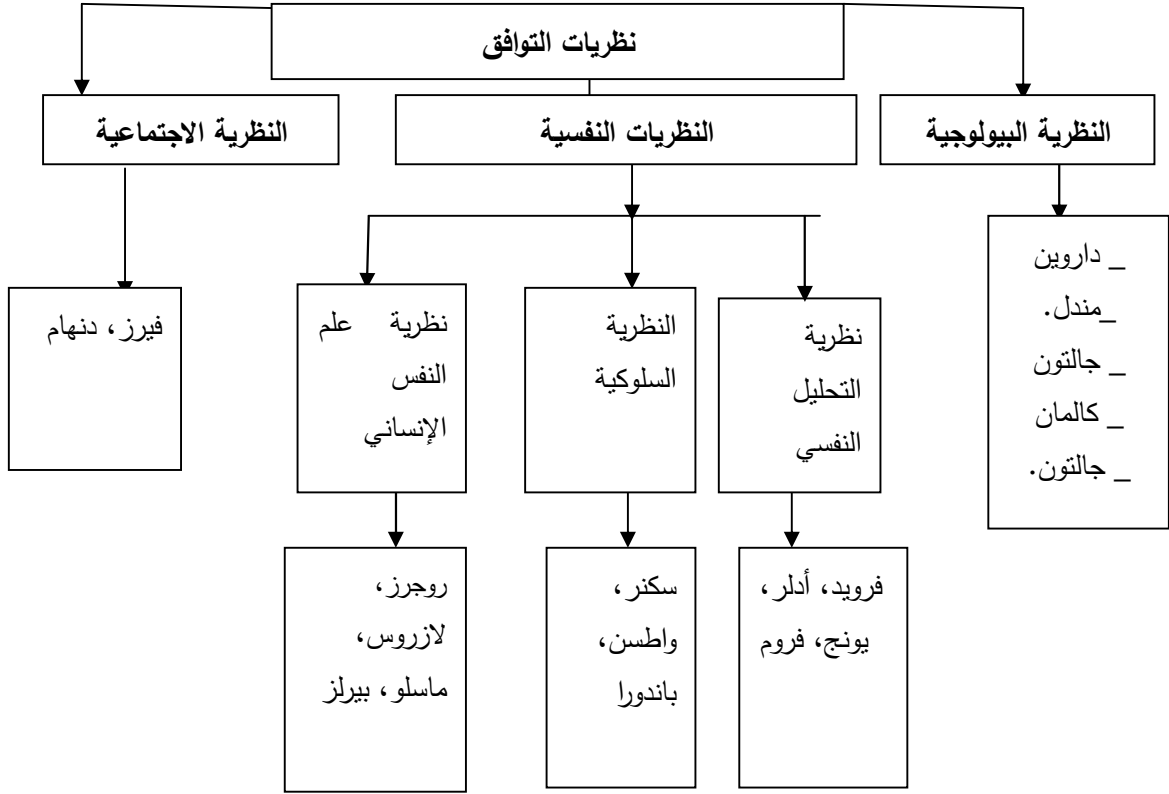 نظريات التوافق
النظرية البيولوجية
النظريات النفسية
النظرية الاجتماعية
_ داروين
_مندل.
_ جالتون
_ كالمان
_ جالتون.
نظرية
التحليل
النفسي
النظرية
السلوكية
نظرية علم
النفس
الإنساني
فيرز، دنهام
فرويد، أدلر،
يونج، فروم
سكنر،
واطسن،
باندورا
روجرز،
لازروس،
ماسلو، بيرلز